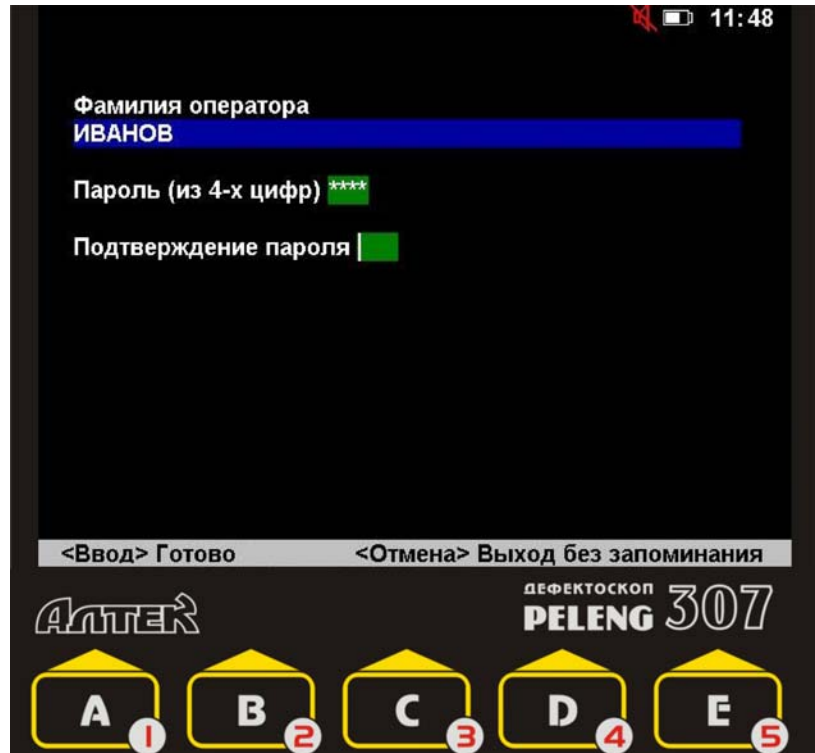 11:48
Фамилия оператора
ИВАНОВ
Пароль (из 4-х цифр) ****
Подтверждение пароля
<Ввод> Готово <Отмена> Выход без запоминания
АЛТЕК
ДЕФЕКТОСКОП
PELENG 307
A 1 B 2 C 3 D 4 E 5